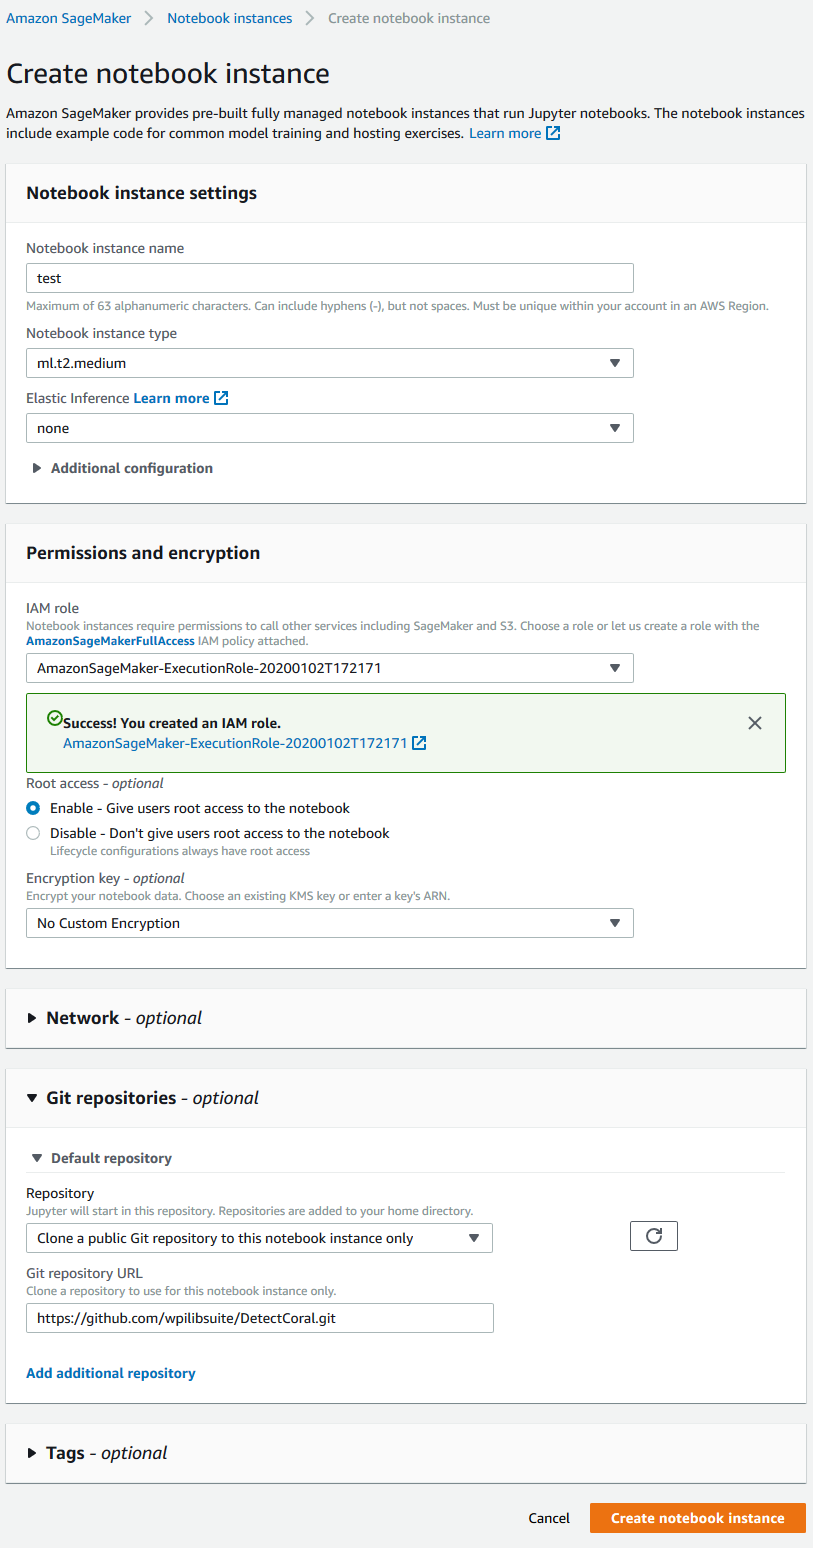 Amazon SageMaker > Notebook instances > Create notebook instance
Create notebook instance
Amazon SageMaker provides pre-built fully managed notebook instances that run Jupyter notebooks. The notebook instances
include example code for common model training and hosting exercises. Learn more
Notebook instance settings
Notebook instance name
test
Maximum of 63 alphanumeric characters. Can include hyphens (-), but not spaces. Must be unique within your account in an AWS Region.
Notebook instance type
ml.t2.medium
Elastic Inference Learn more
none
Additional configuration
Permissions and encryption
IAM role
Notebook instances require permissions to call other services including SageMaker and S3. Choose a role or let us create a role with the
AmazonSageMakerFullAccess IAM policy attached.
AmazonSageMaker-ExecutionRole-20200102T172171
Success! You created an IAM role.
AmazonSageMaker-ExecutionRole-20200102T172171
Root access - optional
Enable - Give users root access to the notebook
Disable - Don't give users root access to the notebook
Lifecycle configurations always have root access
Encryption key - optional
Encrypt your notebook data. Choose an existing KMS key or enter a key's ARN.
No Custom Encryption
Network - optional
Git repositories - optional
Default repository
Repository
Jupyter will start in this repository. Repositories are added to your home directory.
Clone a public Git repository to this notebook instance only
Git repository URL
Clone a repository to use for this notebook instance only.
https://github.com/wpilibsuite/DetectCoral.git
Add additional repository
Tags - optional
Cancel Create notebook instance